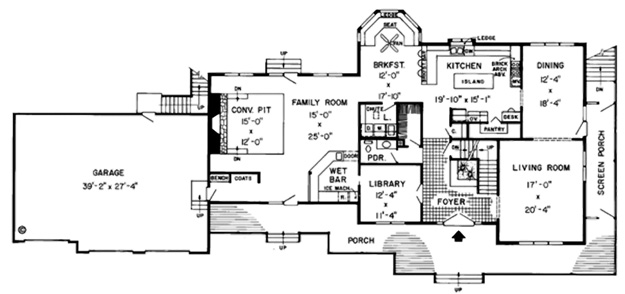 LEDGE
SEAT
FAN
LEDGE
DW
UP
BRKFST.
12'-0"
x
17'-10"
KITCHEN
ISLAND
19'-10" x 15'-1"
BRICK
ARCH
ABV.
DINING
12'-4"
x
18'-4"
UP
DN
DN
CONV. PIT
15'-0"
x
12'-0"
DN
FAMILY ROOM
15'-0"
x
25'-0"
CHUTE
L.
D
W
OV.
DESK
PANTRY
C.
GARAGE
39'-2" x 27'-4"
BENCH
COATS
UP
WET
BAR
ICE MACH.
R.
PDR.
LIBRARY
12'-4"
x
11'-4"
FOYER
LIVING ROOM
17'-0"
x
20'-4"
SCREEN PORCH
UP
PORCH
UP